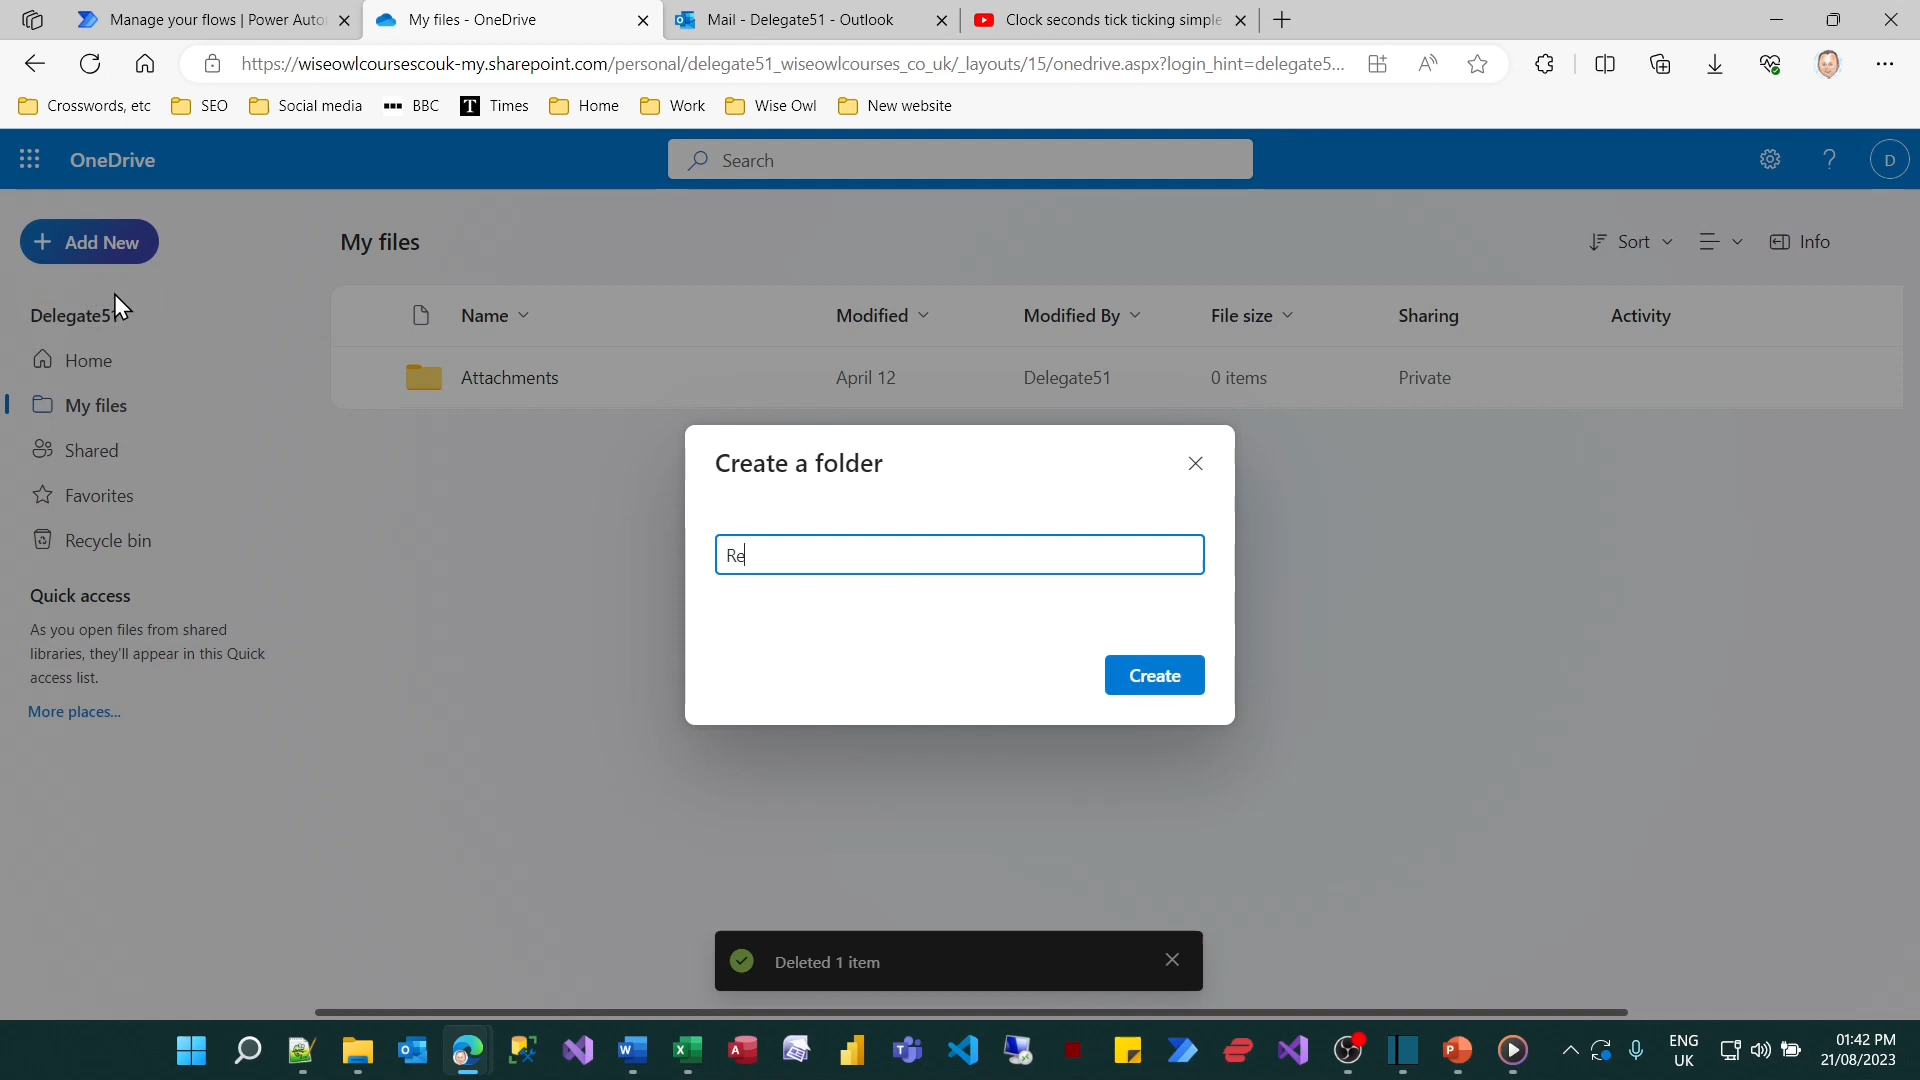 Manage your flows | Power Auto
My files - OneDrive
Mail - Delegate51 - Outlook
Clock seconds tick ticking simple
https://wiseowlcoursescouk-my.sharepoint.com/personal/delegate51_wiseowlcourses_co_uk/_layouts/15/onedrive.aspx?login_hint=delegate5...
Crosswords, etc
SEO
Social media
BBC
T Times
Home
Work
Wise Owl
New website
OneDrive
Search
D
Add New
My files
Sort
Info
Delegate51
Name
Modified
Modified By
File size
Sharing
Activity
Home
Attachments
April 12
Delegate51
0 items
Private
My files
Shared
Favorites
Recycle bin
Create a folder
Re
Create
Quick access
As you open files from shared
libraries, they'll appear in this Quick
access list.
More places...
Deleted 1 item
ENG
UK
01:42 PM
21/08/2023